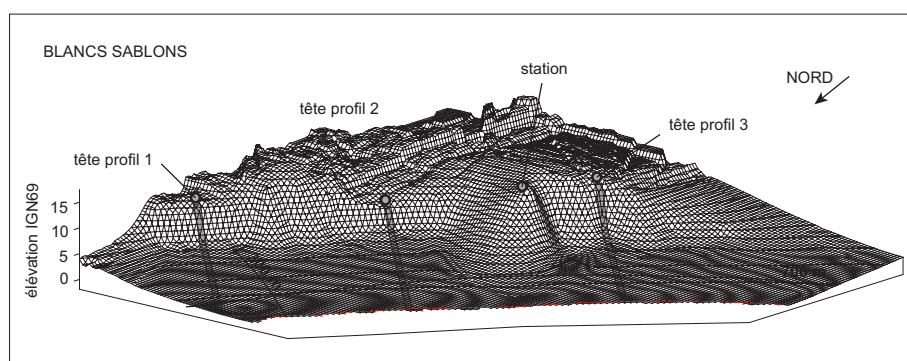 BLANCS SABLONS
station
NORD
tête profil 2
tête profil 3
tête profil 1
élévation IGN69
15
10
5
0